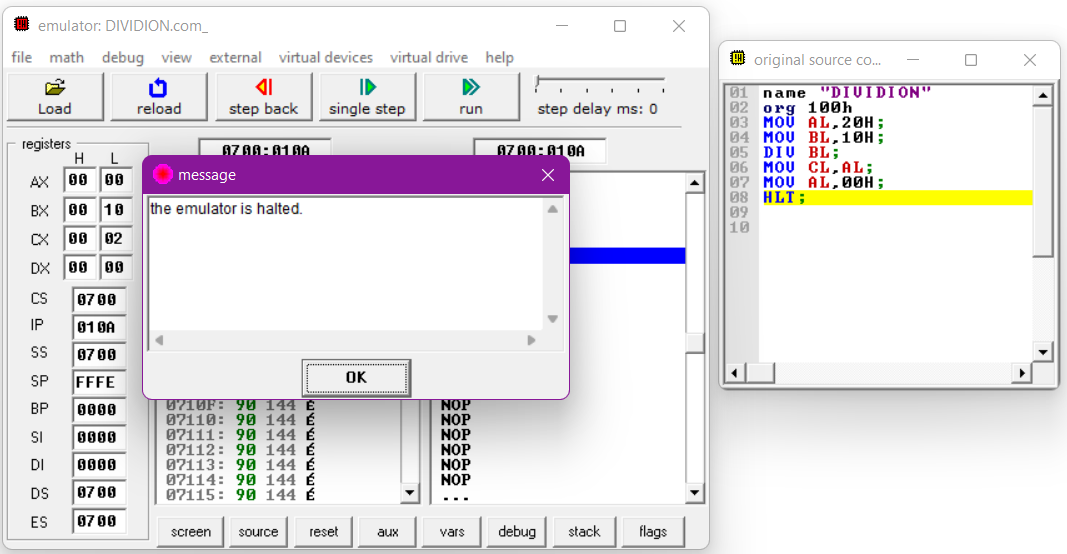 emulator: DIVIDION.com_
file math debug view external virtual devices virtual drive help
Load reload step back single step run step delay ms: 0
registers
H L
AX 00 00
BX 00 10
CX 00 02
DX 00 00
CS 0700
IP 010A
SS 0700
SP FFFE
BP 0000
SI 0000
DI 0000
DS 0700
ES 0700
0700:010A 0700:010A
message
the emulator is halted.
OK
0710F: 90 144 É NOP
07110: 90 144 É NOP
07111: 90 144 É NOP
07112: 90 144 É NOP
07113: 90 144 É NOP
07114: 90 144 É NOP
07115: 90 144 É ...
screen source reset aux vars debug stack flags
original source co...
01 name "DIVIDION"
02 org 100h
03 MOV AL,20H;
04 MOV BL,10H;
05 DIV BL;
06 MOV CL,AL;
07 MOV AL,00H;
08 HLT;
09
10